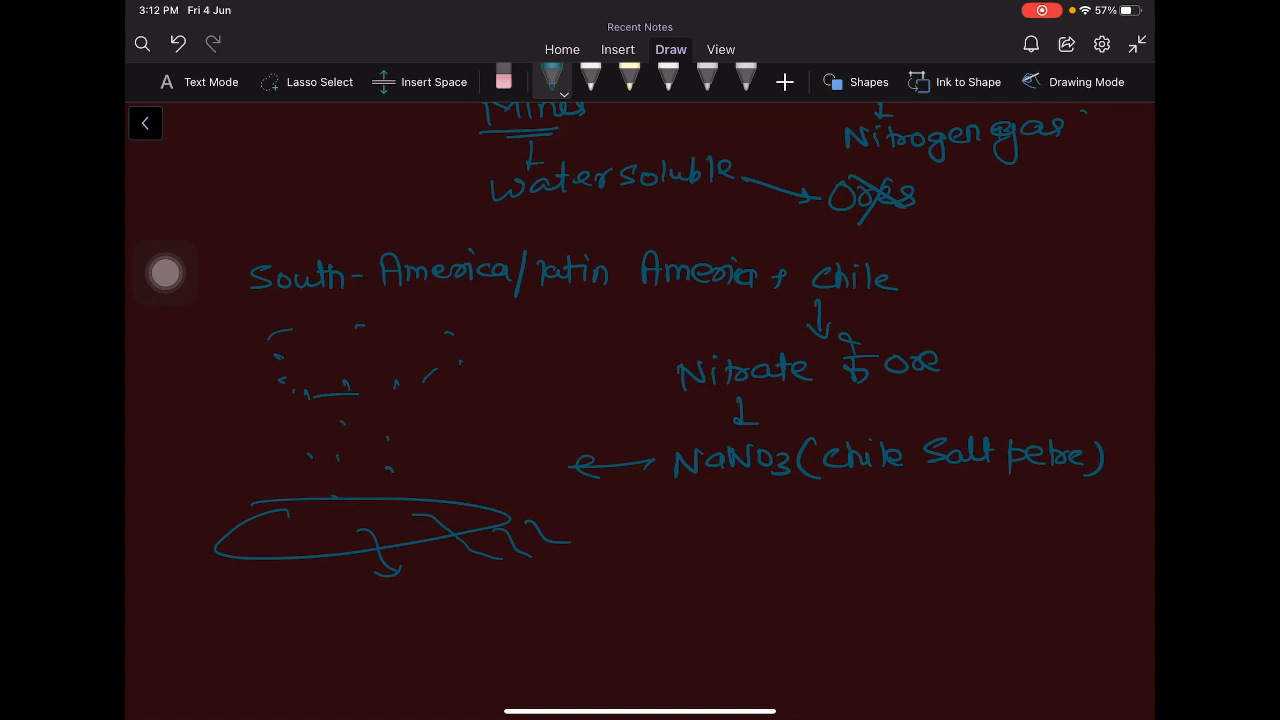 3:12 PM Fri 4 Jun
57%
Recent Notes
Home Insert Draw View
Text Mode Lasso Select Insert Space Shapes Ink to Shape Drawing Mode
Mines
Nitrogen gas
Water soluble
Ores
South-America/Latin America, Chile
Nitrate Ore
NaNO3 (Chile Salt petre)